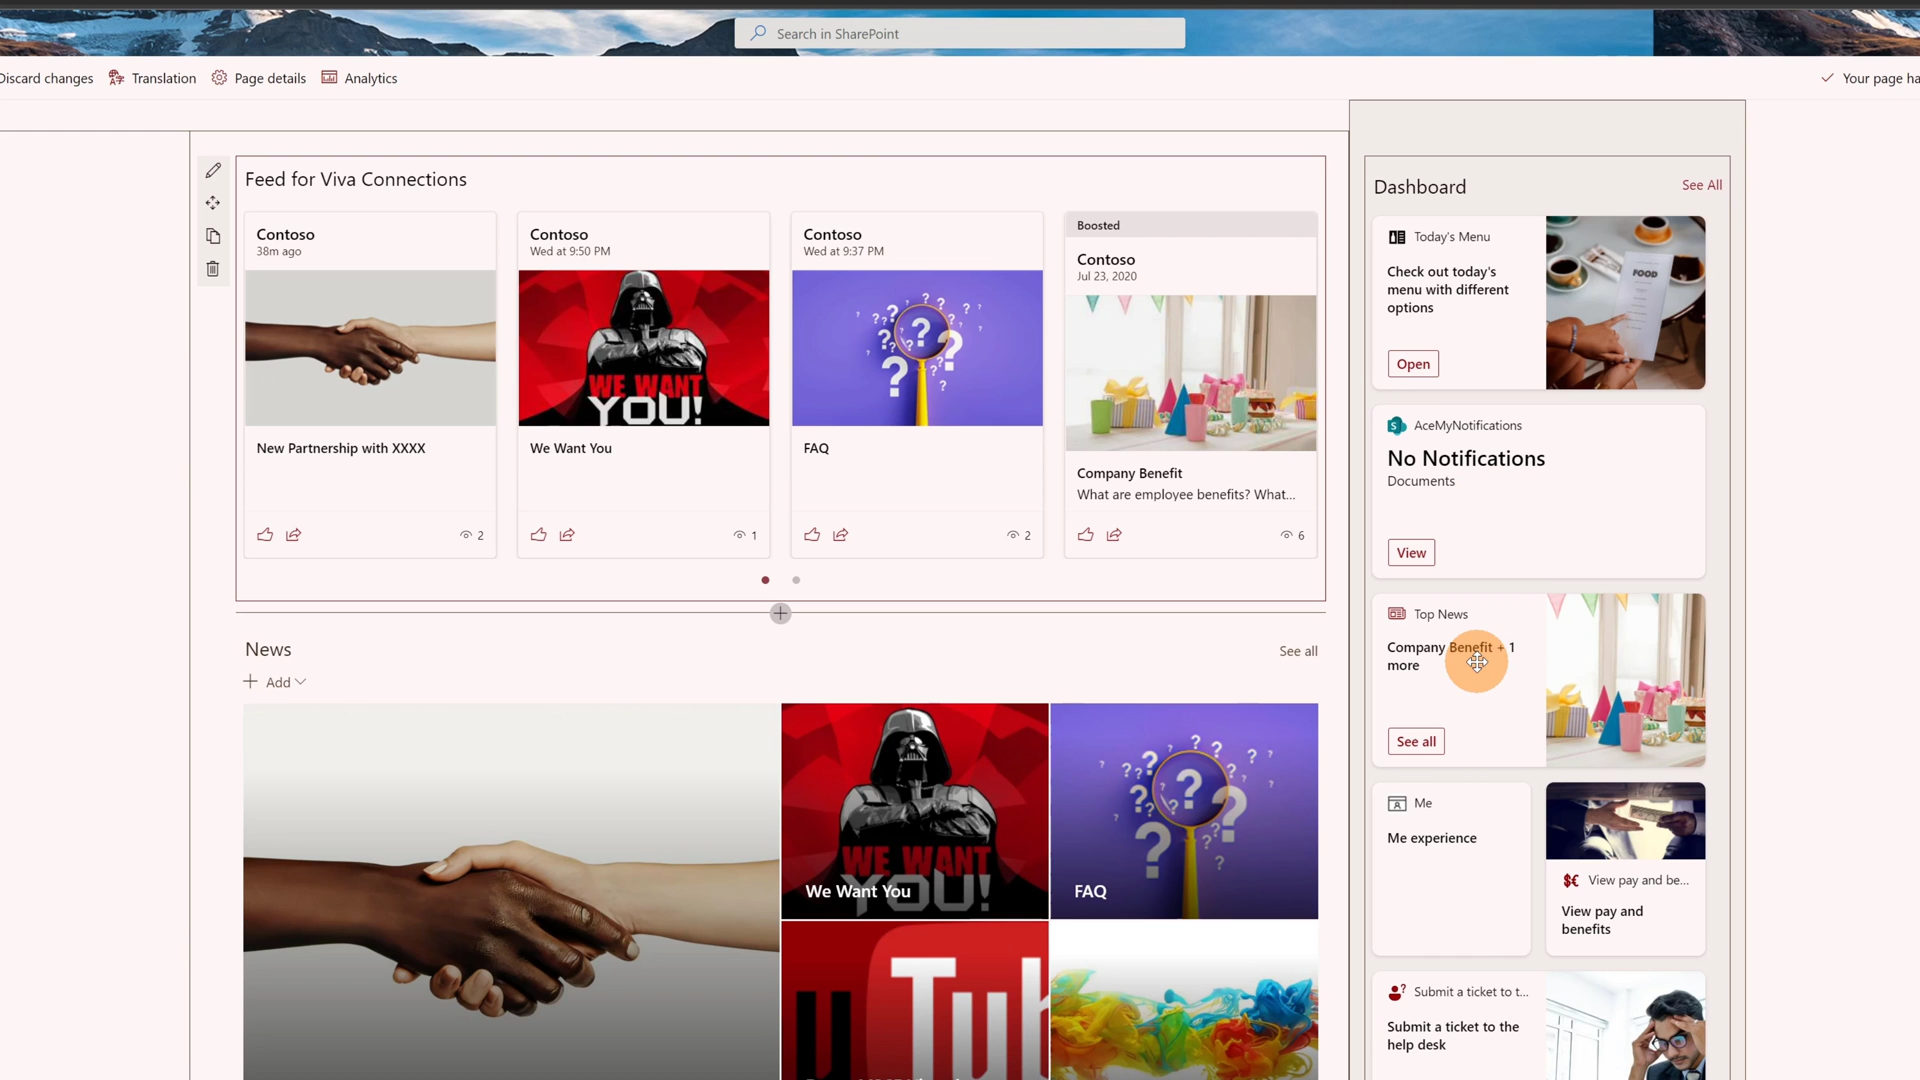 Search in SharePoint
Discard changes
Translation
Page details
Analytics
Your page ha
Feed for Viva Connections
Contoso
38m ago
New Partnership with XXXX
2
Contoso
Wed at 9:50 PM
WE WANT
YOU!
We Want You
1
Contoso
Wed at 9:37 PM
FAQ
2
Boosted
Contoso
Jul 23, 2020
Company Benefit
What are employee benefits? What...
6
News
See all
Add
WE WANT
YOU!
We Want You
FAQ
u Tub
Dashboard
See All
Today's Menu
Check out today's
menu with different
options
FOOD
Open
AceMyNotifications
No Notifications
Documents
View
Top News
Company Benefit + 1
more
See all
Me
Me experience
View pay and be...
View pay and
benefits
Submit a ticket to t...
Submit a ticket to the
help desk